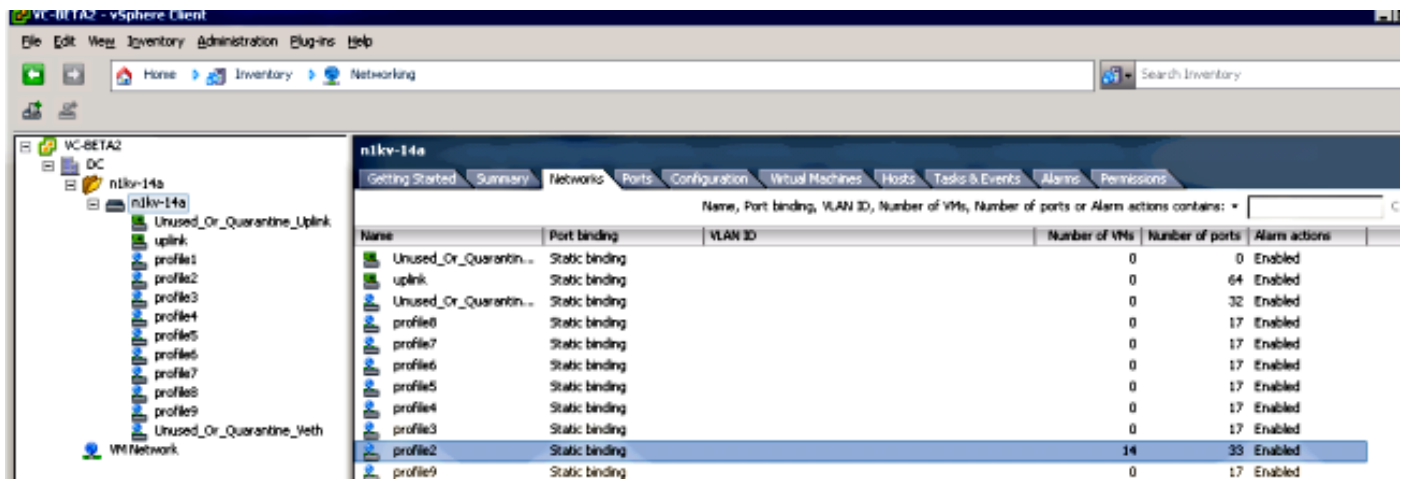 VC-BETA2 - vSphere Client
File Edit View Inventory Administration Plug-ins Help
Home Inventory Networking
Search Inventory
VC-BETA2
DC
n1kv-14a
n1kv-14a
Unused_Or_Quarantine_Uplink
uplink
profile1
profile2
profile3
profile4
profile5
profile6
profile7
profile8
profile9
Unused_Or_Quarantine_Veth
VM Network
n1kv-14a
Getting Started Summary Networks Ports Configuration Virtual Machines Hosts Tasks & Events Alarms Permissions
Name, Port binding, VLAN ID, Number of VMs, Number of ports or Alarm actions contains:
Name Port binding VLAN ID Number of VMs Number of ports Alarm actions
Unused_Or_Quarantin... Static binding 0 0 Enabled
uplink Static binding 0 64 Enabled
Unused_Or_Quarantin... Static binding 0 32 Enabled
profile8 Static binding 0 17 Enabled
profile7 Static binding 0 17 Enabled
profile6 Static binding 0 17 Enabled
profile5 Static binding 0 17 Enabled
profile4 Static binding 0 17 Enabled
profile3 Static binding 0 17 Enabled
profile2 Static binding 14 33 Enabled
profile9 Static binding 0 17 Enabled